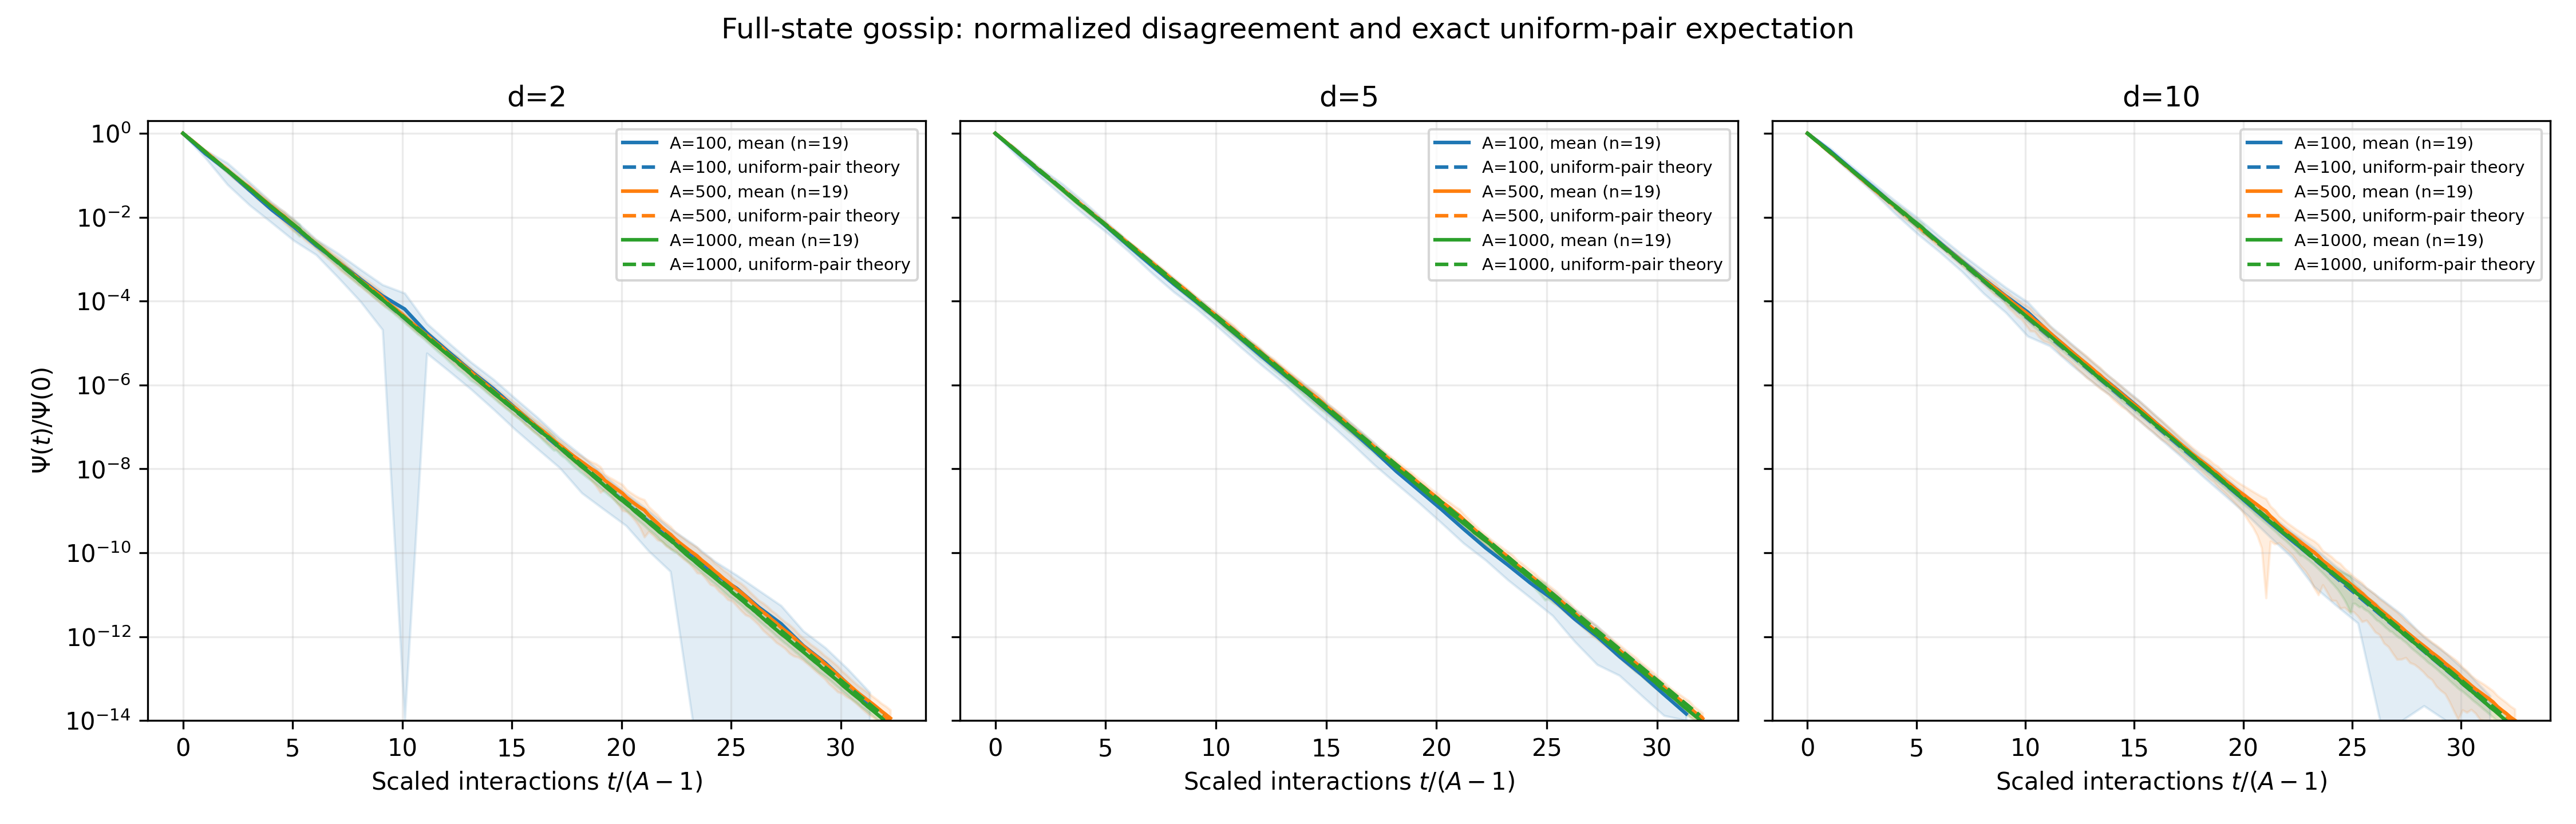 Full-state gossip: normalized disagreement and exact uniform-pair expectation
d=2
Ψ(t)/Ψ(0)
10⁰
10⁻²
10⁻⁴
10⁻⁶
10⁻⁸
10⁻¹⁰
10⁻¹²
10⁻¹⁴
A=100, mean (n=19)
A=100, uniform-pair theory
A=500, mean (n=19)
A=500, uniform-pair theory
A=1000, mean (n=19)
A=1000, uniform-pair theory
0 5 10 15 20 25 30
Scaled interactions t/(A − 1)
d=5
A=100, mean (n=19)
A=100, uniform-pair theory
A=500, mean (n=19)
A=500, uniform-pair theory
A=1000, mean (n=19)
A=1000, uniform-pair theory
0 5 10 15 20 25 30
Scaled interactions t/(A − 1)
d=10
A=100, mean (n=19)
A=100, uniform-pair theory
A=500, mean (n=19)
A=500, uniform-pair theory
A=1000, mean (n=19)
A=1000, uniform-pair theory
0 5 10 15 20 25 30
Scaled interactions t/(A − 1)